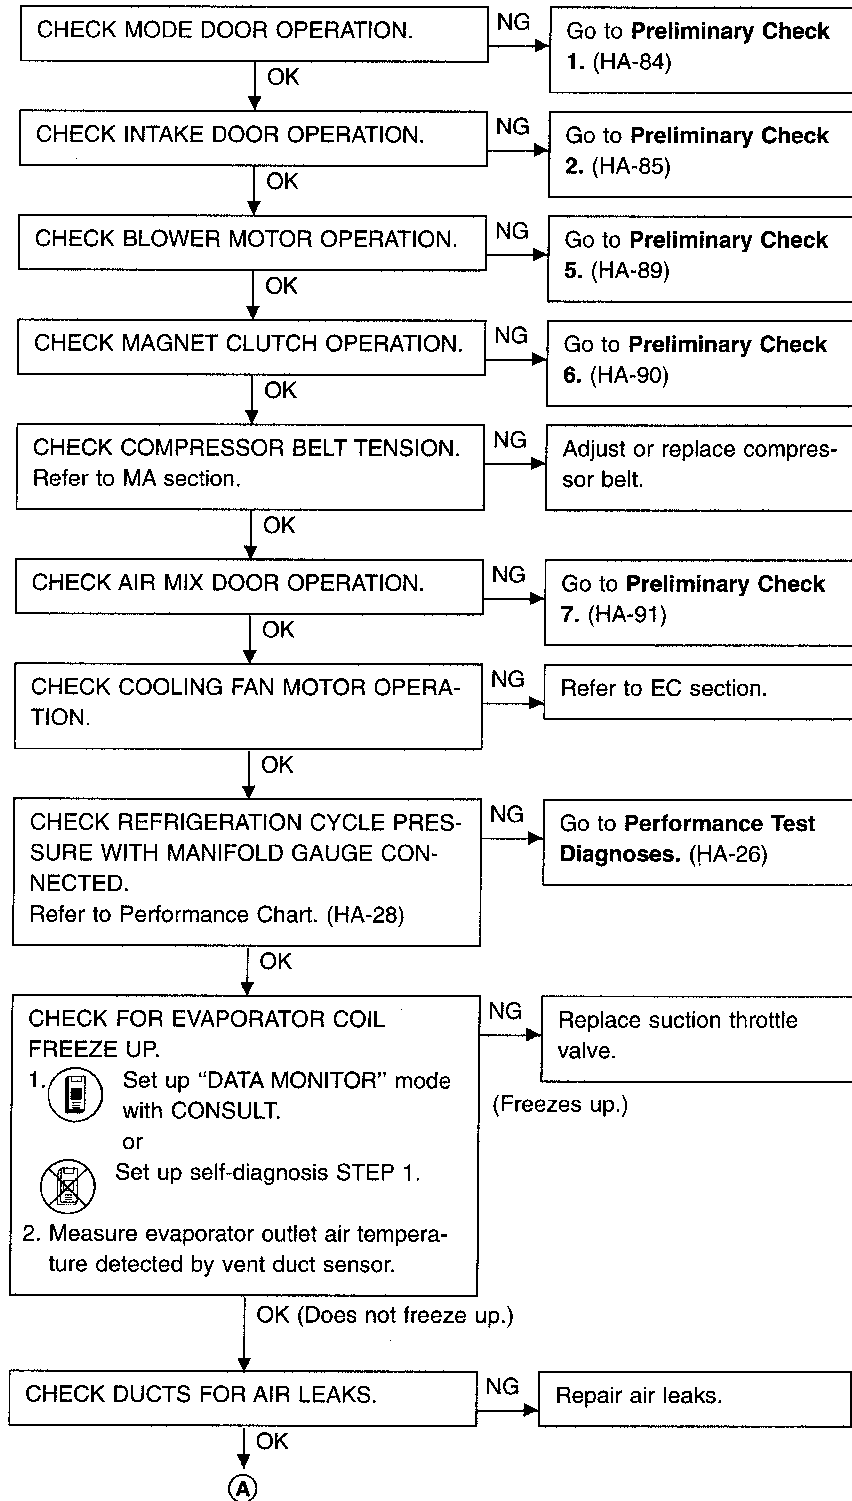 CHECK MODE DOOR OPERATION.
NG
Go to Preliminary Check
1. (HA-84)
OK
CHECK INTAKE DOOR OPERATION.
NG
Go to Preliminary Check
2. (HA-85)
OK
CHECK BLOWER MOTOR OPERATION.
NG
Go to Preliminary Check
5. (HA-89)
OK
CHECK MAGNET CLUTCH OPERATION.
NG
Go to Preliminary Check
6. (HA-90)
OK
CHECK COMPRESSOR BELT TENSION.
Refer to MA section.
NG
Adjust or replace compres-
sor belt.
OK
CHECK AIR MIX DOOR OPERATION.
NG
Go to Preliminary Check
7. (HA-91)
OK
CHECK COOLING FAN MOTOR OPERA-
TION.
NG
Refer to EC section.
OK
CHECK REFRIGERATION CYCLE PRES-
SURE WITH MANIFOLD GAUGE CON-
NECTED.
Refer to Performance Chart. (HA-28)
NG
Go to Performance Test
Diagnoses. (HA-26)
OK
CHECK FOR EVAPORATOR COIL
FREEZE UP.
1. Set up “DATA MONITOR” mode
with CONSULT.
or
Set up self-diagnosis STEP 1.
2. Measure evaporator outlet air tempera-
ture detected by vent duct sensor.
NG
Replace suction throttle
valve.
(Freezes up.)
OK (Does not freeze up.)
CHECK DUCTS FOR AIR LEAKS.
NG
Repair air leaks.
OK
A